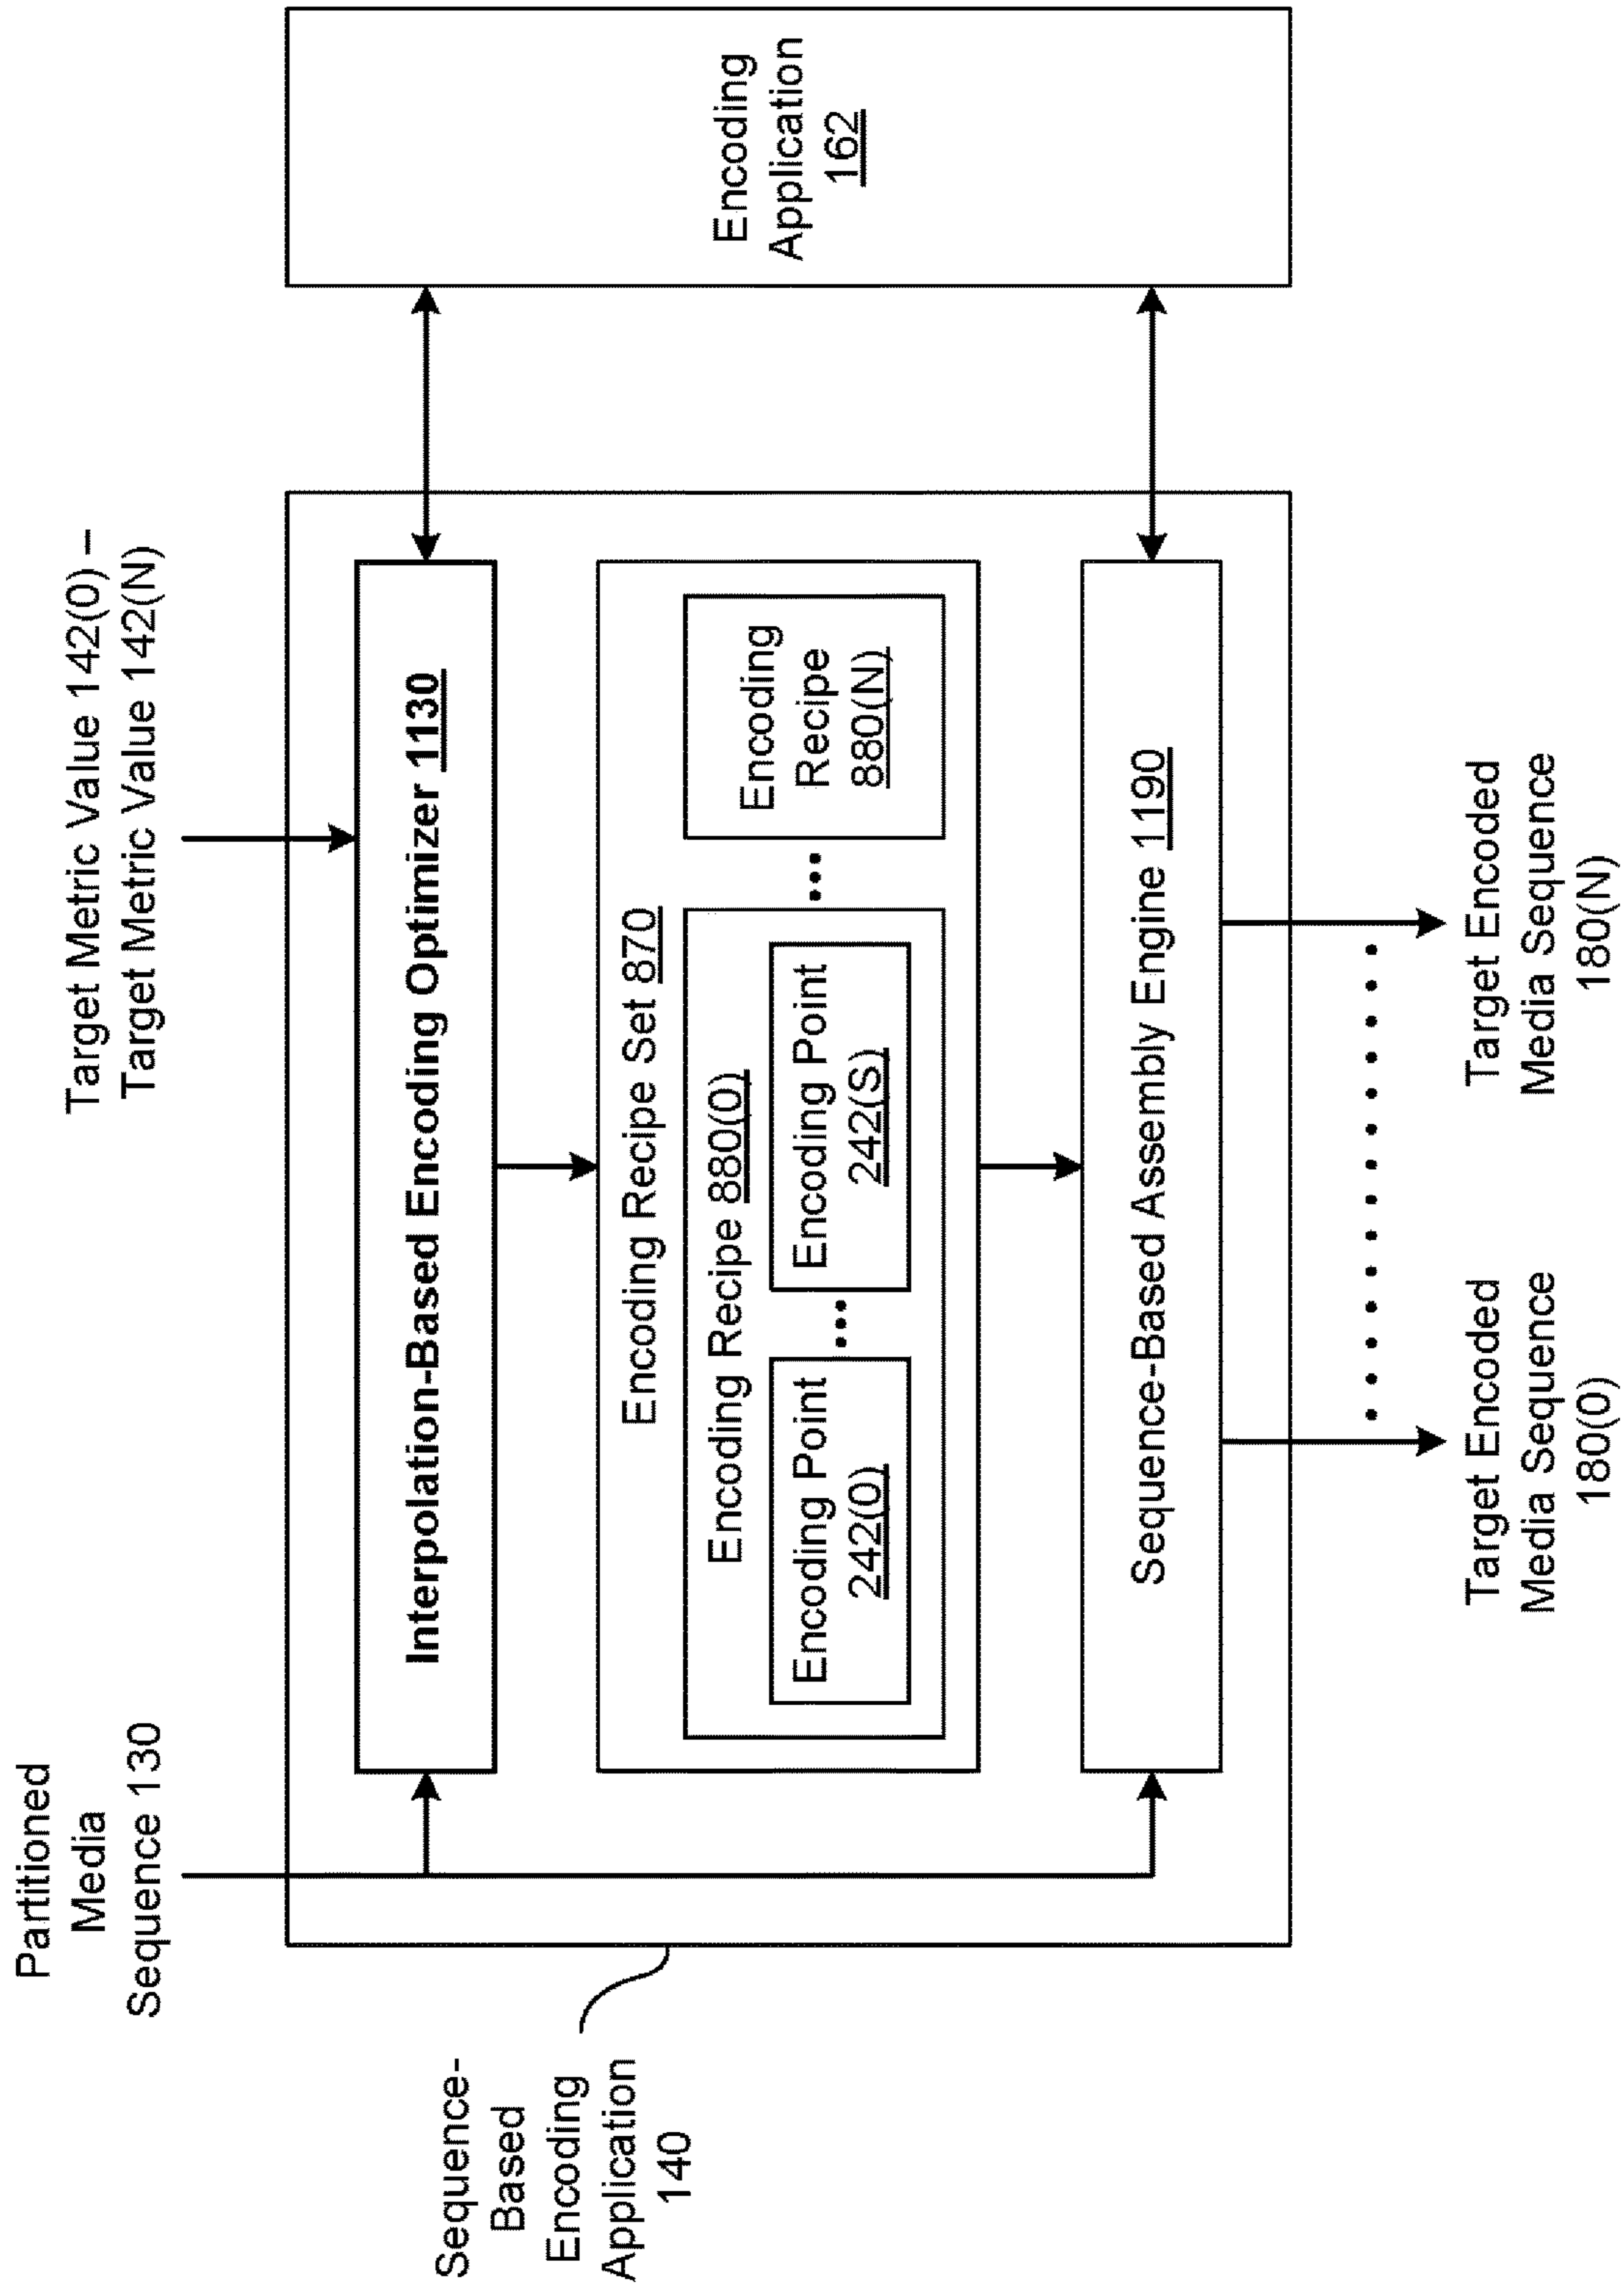 Partitioned
Media
Sequence 130
Target Metric Value 142(0) –
Target Metric Value 142(N)
Sequence-
Based
Encoding
Application
140
Interpolation-Based Encoding Optimizer 1130
Encoding Recipe Set 870
Encoding Recipe 880(0)
Encoding Point
242(0)
•••
Encoding Point
242(S)
•••
Encoding
Recipe
880(N)
Sequence-Based Assembly Engine 1190
Encoding
Application
162
Target Encoded
Media Sequence
180(0)
Target Encoded
Media Sequence
180(N)